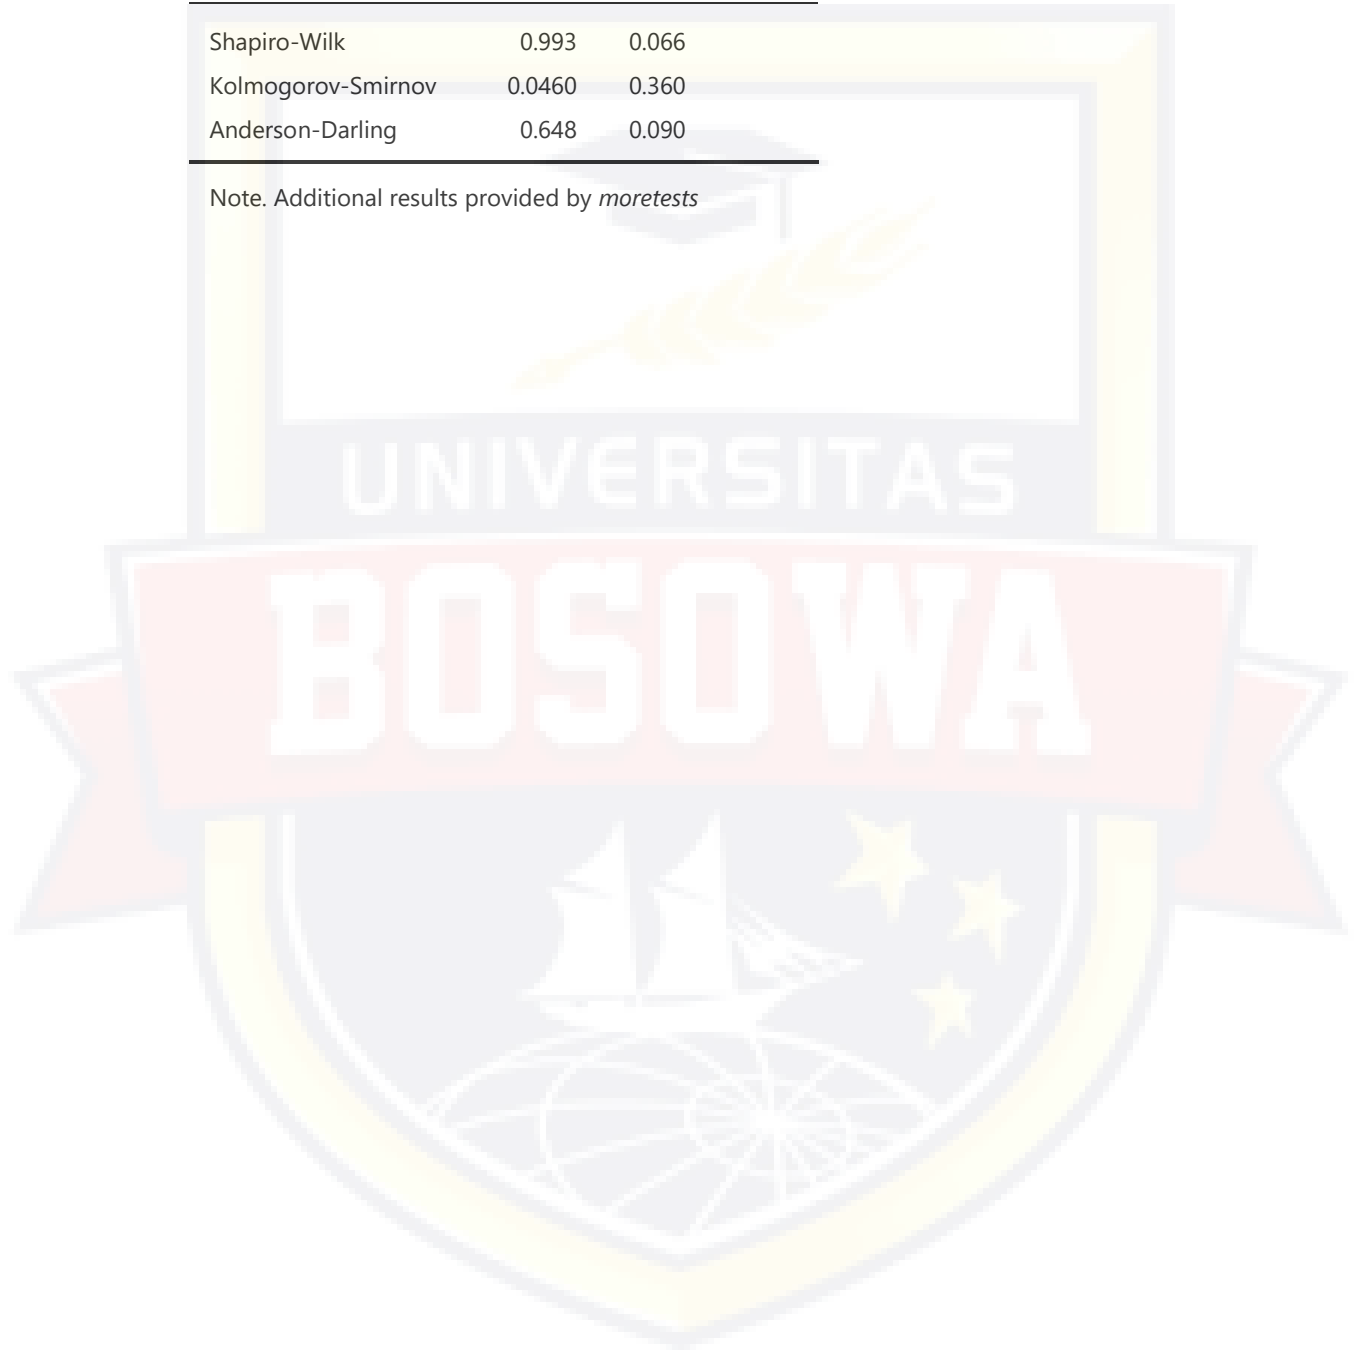 Shapiro-Wilk 0.993 0.066
Kolmogorov-Smirnov 0.0460 0.360
Anderson-Darling 0.648 0.090
Note. Additional results provided by moretests
UNIVERSITAS
BOSOWA